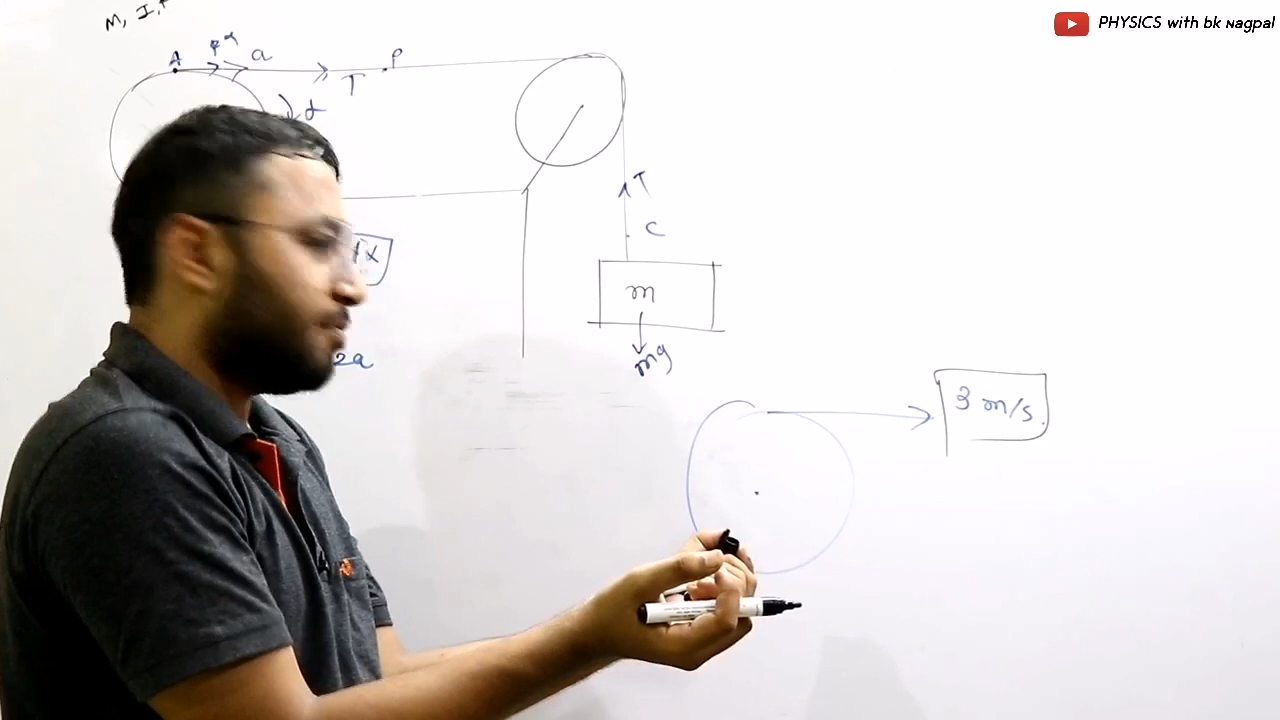 PHYSICS with bk Nagpal
M, I,
A
a
T
P
α
T
C
m
mg
2a
3 m/s